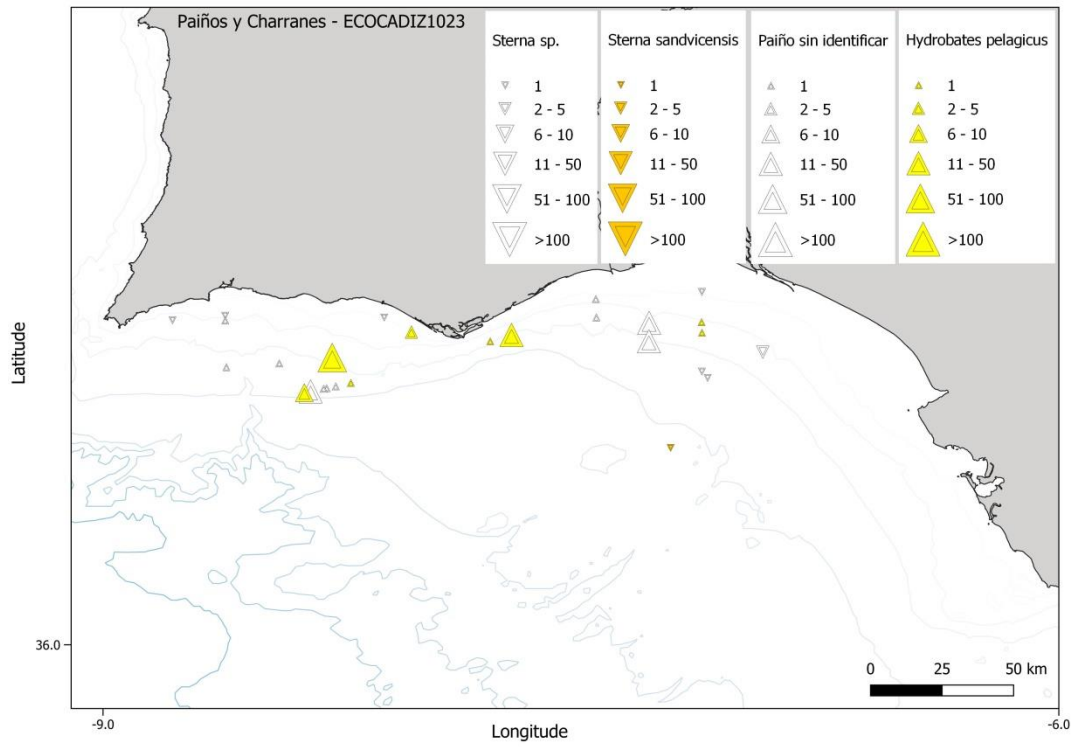 Paiños y Charranes - ECOCADIZ1023
Sterna sp.
1
2 - 5
6 - 10
11 - 50
51 - 100
>100
Sterna sandvicensis
1
2 - 5
6 - 10
11 - 50
51 - 100
>100
Paiño sin identificar
1
2 - 5
6 - 10
11 - 50
51 - 100
>100
Hydrobates pelagicus
1
2 - 5
6 - 10
11 - 50
51 - 100
>100
Latitude
36.0
0 25 50 km
-9.0
-6.0
Longitude